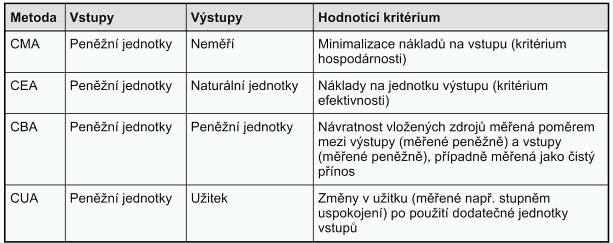 Metoda Vstupy Výstupy Hodnotící kritérium
CMA Peněžní jednotky Neměří Minimalizace nákladů na vstupu (kritérium
hospodárnosti)
CEA Peněžní jednotky Naturální jednotky Náklady na jednotku výstupu (kritérium
efektivnosti)
CBA Peněžní jednotky Peněžní jednotky Návratnost vložených zdrojů měřená poměrem
mezi výstupy (měřené peněžně) a vstupy
(měřené peněžně), případně měřená jako čistý
přínos
CUA Peněžní jednotky Užitek Změny v užitku (měřené např. stupněm
uspokojení) po použití dodatečné jednotky
vstupů